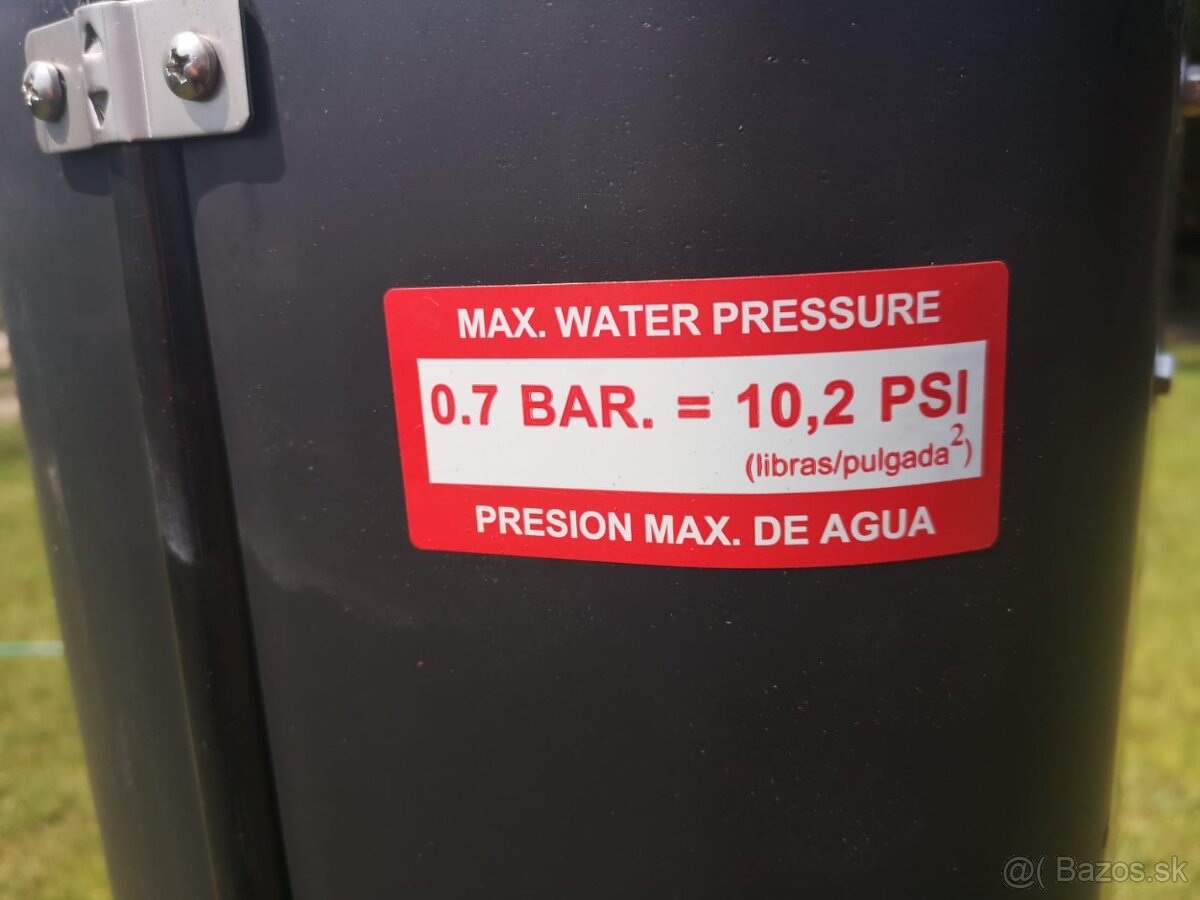 MAX. WATER PRESSURE
0.7 BAR. = 10,2 PSI
(libras/pulgada²)
PRESION MAX. DE AGUA
@( Bazos.sk